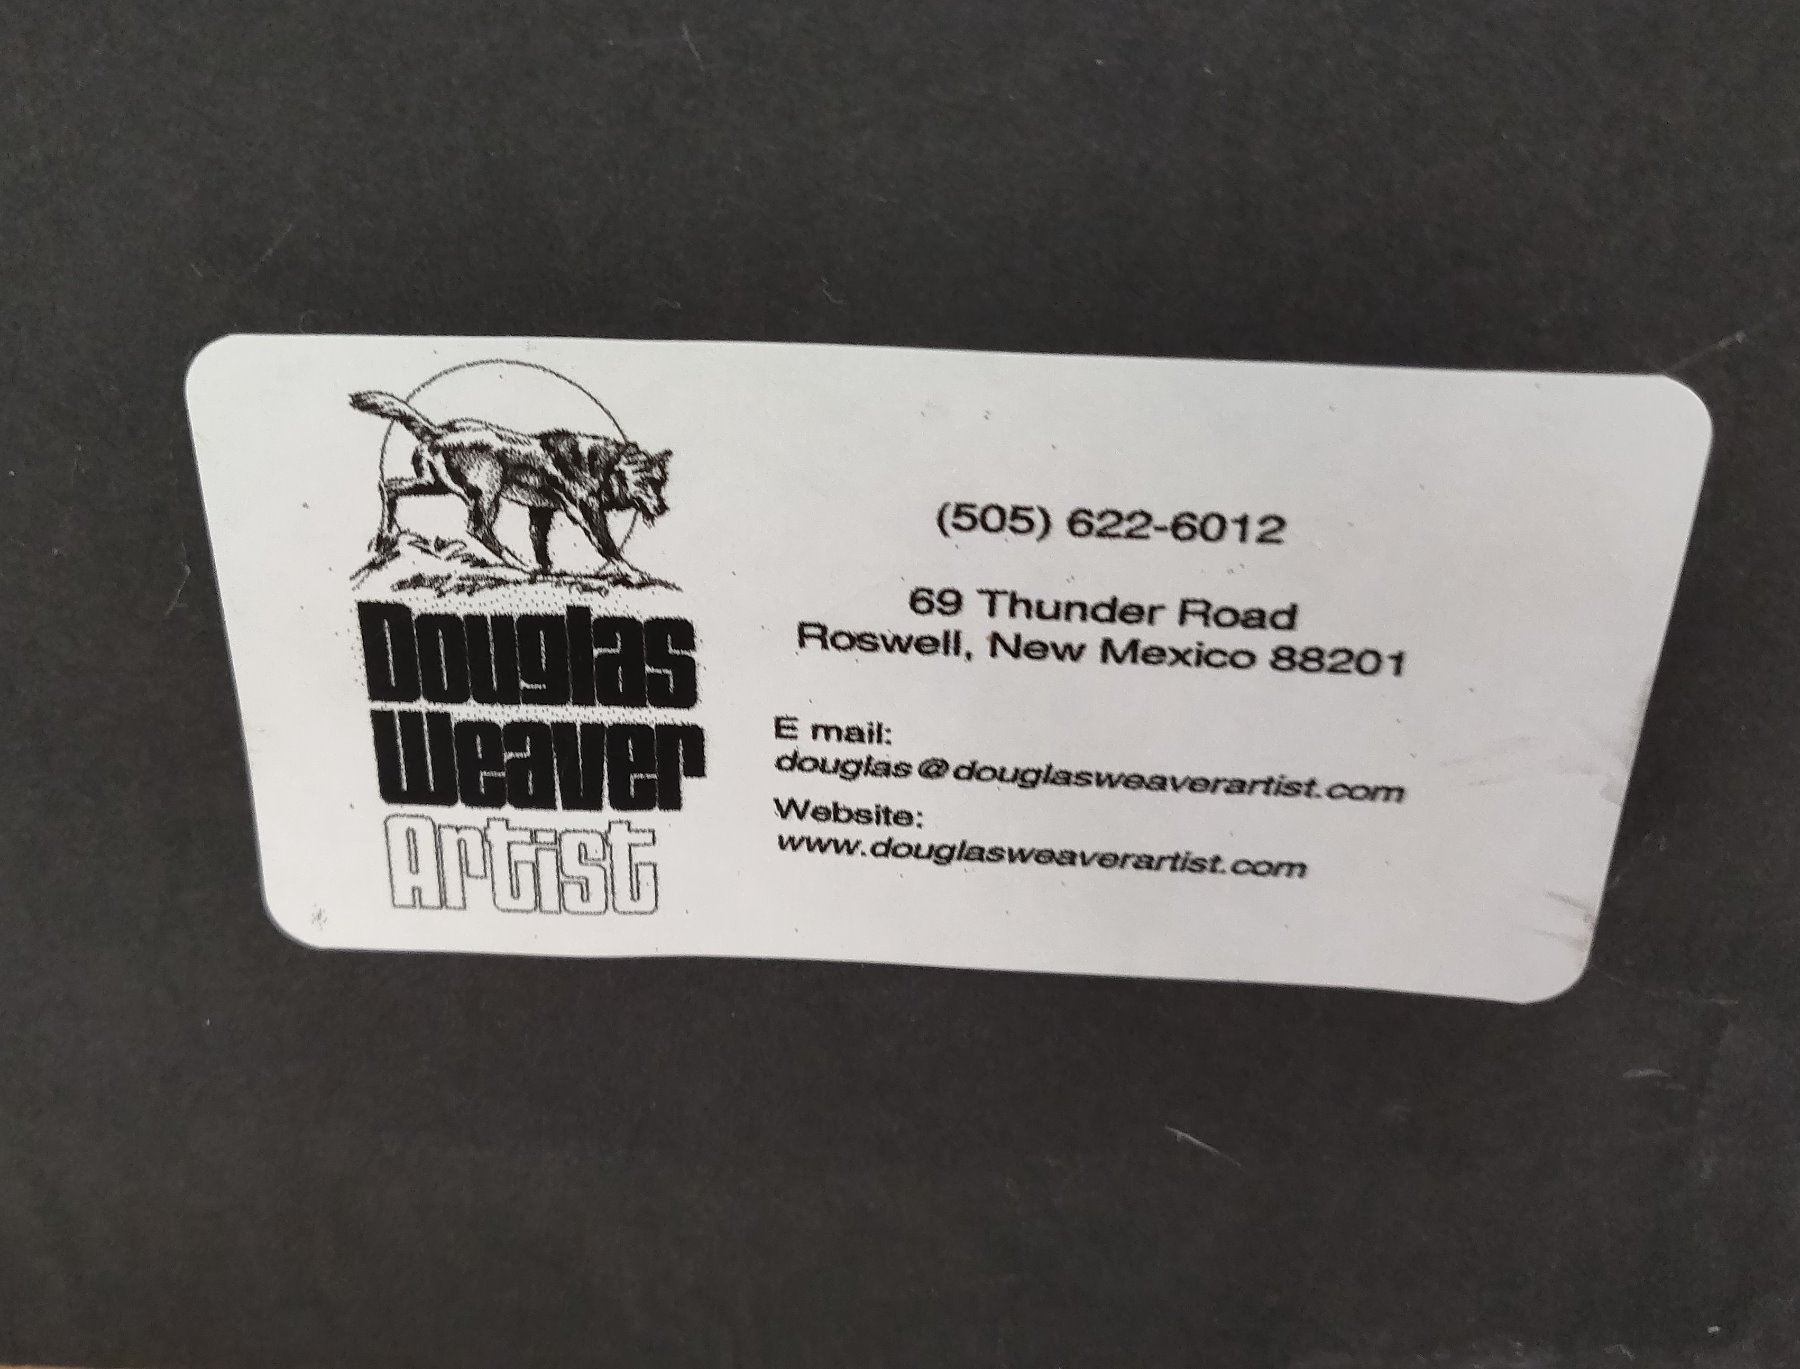 Douglas
Weaver
Artist
(505) 622-6012
69 Thunder Road
Roswell, New Mexico 88201
E mail:
douglas@douglasweaverartist.com
Website:
www.douglasweaverartist.com